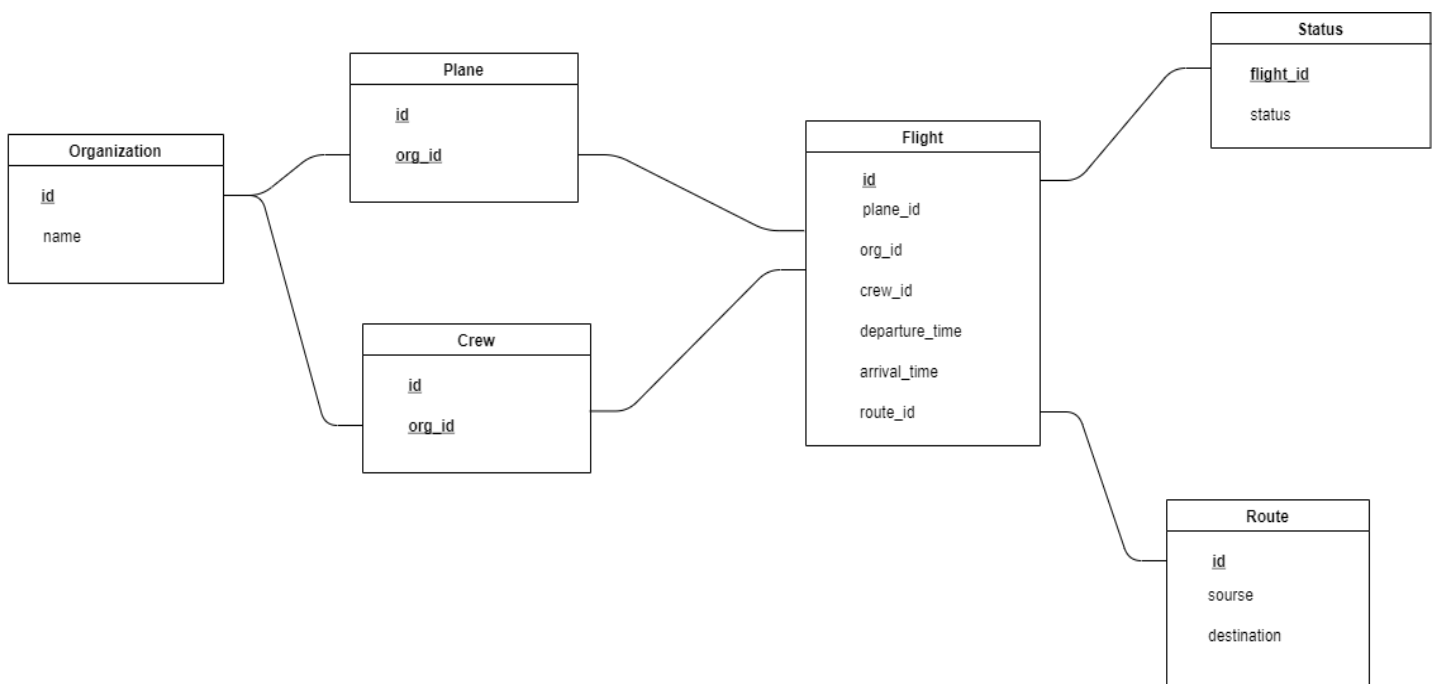 Organization
id
name
Plane
id
org_id
Crew
id
org_id
Flight
id
plane_id
org_id
crew_id
departure_time
arrival_time
route_id
Status
flight_id
status
Route
id
sourse
destination